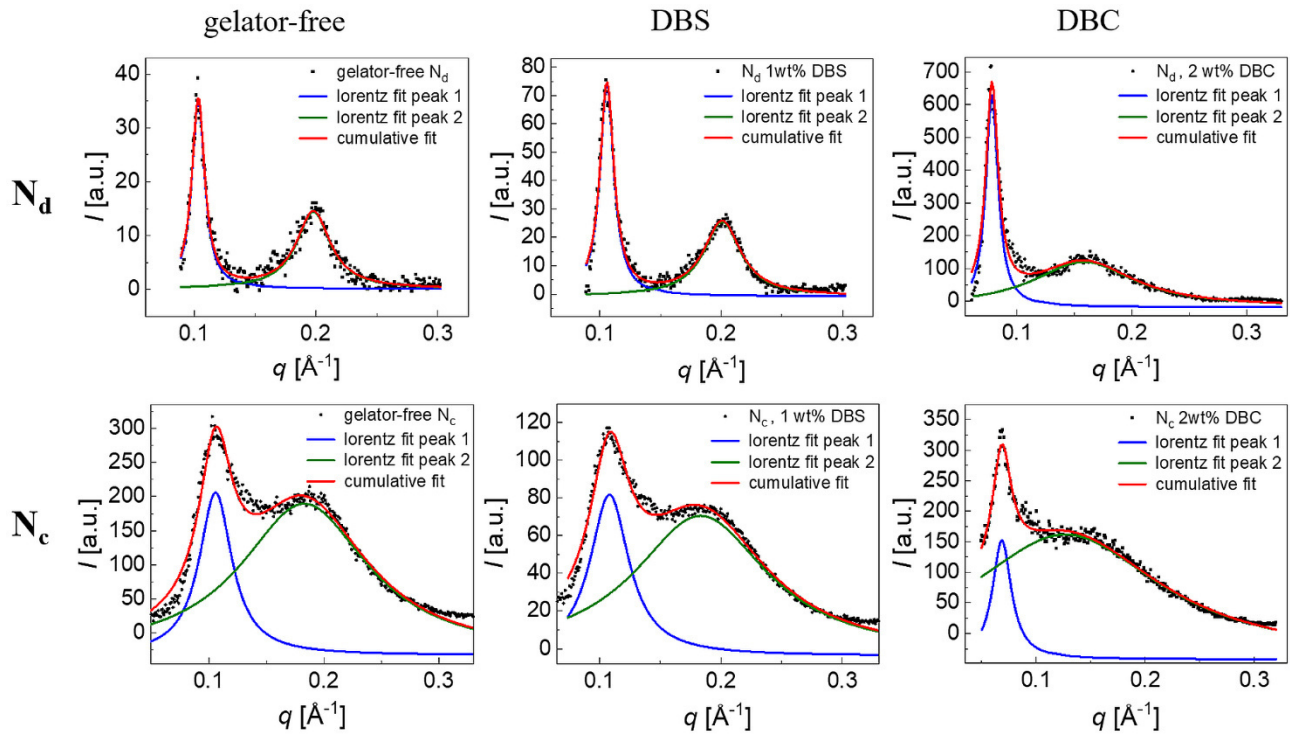 gelator-free
DBS
DBC
N_d
40
30
20
10
0
I [a.u.]
gelator-free N_d
lorentz fit peak 1
lorentz fit peak 2
cumulative fit
0.1
0.2
0.3
q [Å⁻¹]
80
70
60
50
40
30
20
10
0
I [a.u.]
N_d 1wt% DBS
lorentz fit peak 1
lorentz fit peak 2
cumulative fit
0.1
0.2
0.3
q [Å⁻¹]
700
600
500
400
300
200
100
0
I [a.u.]
N_d , 2 wt% DBC
lorentz fit peak 1
lorentz fit peak 2
cumulative fit
0.1
0.2
0.3
q [Å⁻¹]
N_c
300
250
200
150
100
50
0
I [a.u.]
gelator-free N_c
lorentz fit peak 1
lorentz fit peak 2
cumulative fit
0.1
0.2
0.3
q [Å⁻¹]
120
100
80
60
40
20
0
I [a.u.]
N_c , 1 wt% DBS
lorentz fit peak 1
lorentz fit peak 2
cumulative fit
0.1
0.2
0.3
q [Å⁻¹]
350
300
250
200
150
100
50
0
I [a.u.]
N_c 2wt% DBC
lorentz fit peak 1
lorentz fit peak 2
cumulative fit
0.1
0.2
0.3
q [Å⁻¹]